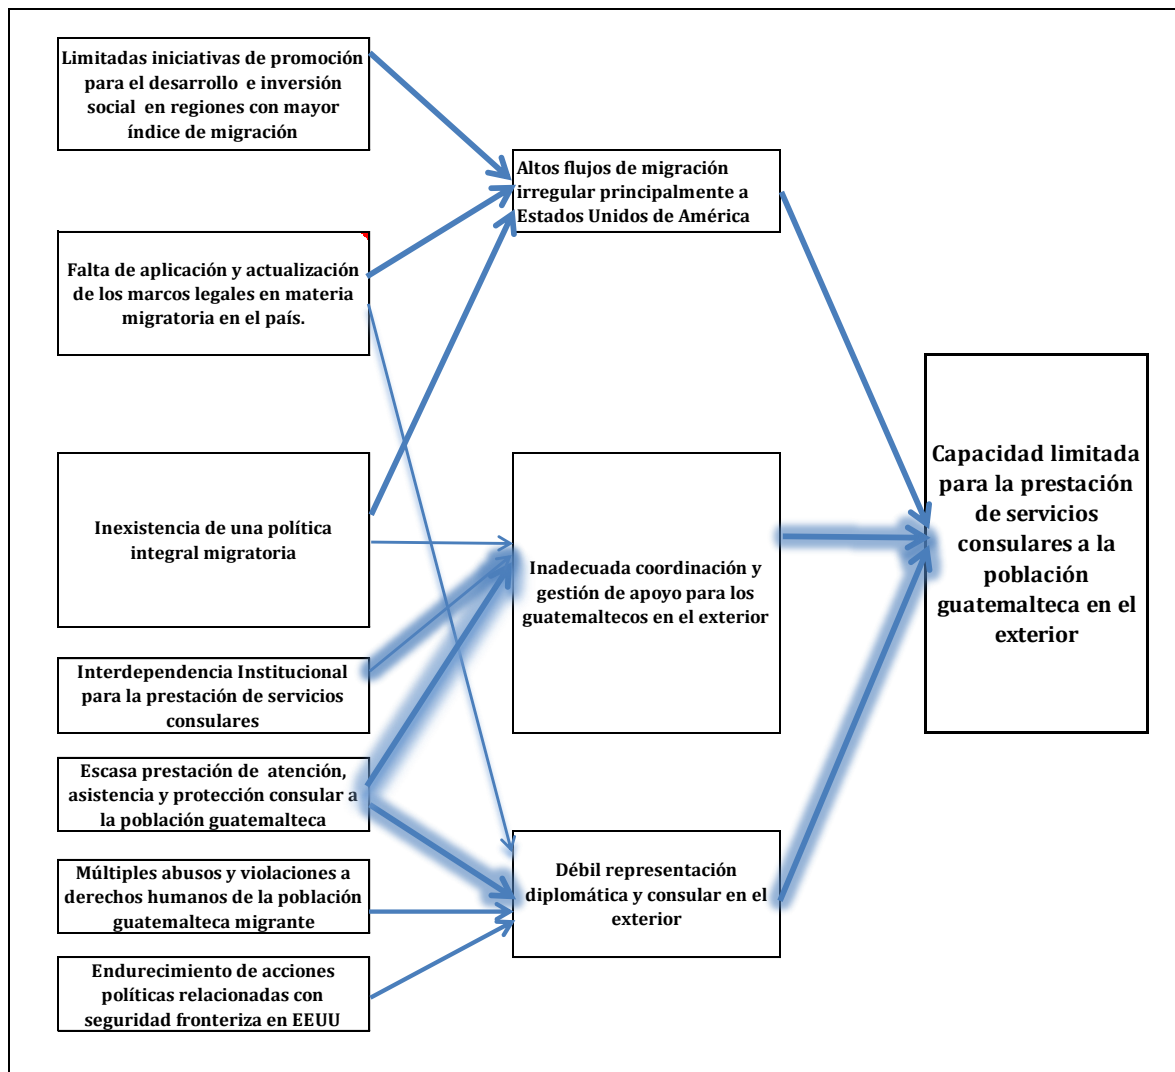 Limitadas iniciativas de promoción
para el desarrollo e inversión
social en regiones con mayor
índice de migración
Altos flujos de migración
irregular principalmente a
Estados Unidos de América
Falta de aplicación y actualización
de los marcos legales en materia
migratoria en el país.
Inexistencia de una política
integral migratoria
Inadecuada coordinación y
gestión de apoyo para los
guatemaltecos en el exterior
Capacidad limitada
para la prestación
de servicios
consulares a la
población
guatemalteca en el
exterior
Interdependencia Institucional
para la prestación de servicios
consulares
Escasa prestación de atención,
asistencia y protección consular a
la población guatemalteca
Múltiples abusos y violaciones a
derechos humanos de la población
guatemalteca migrante
Débil representación
diplomática y consular en el
exterior
Endurecimiento de acciones
políticas relacionadas con
seguridad fronteriza en EEUU